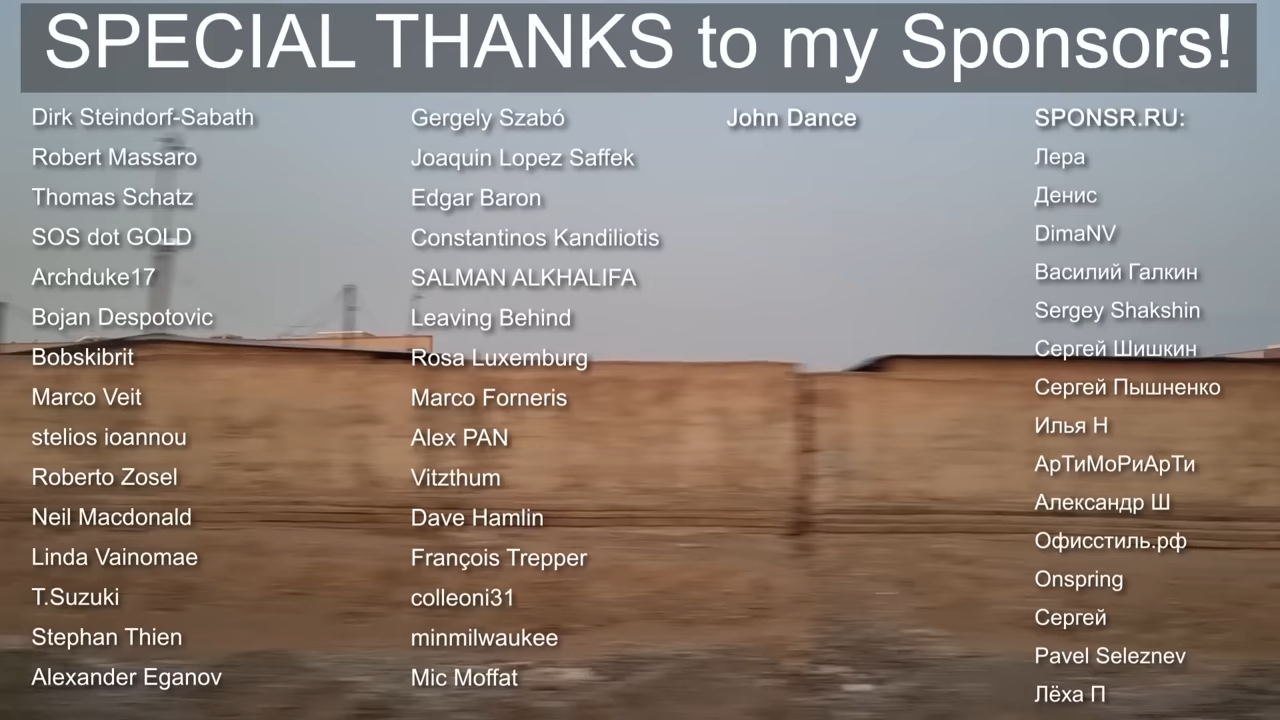 SPECIAL THANKS to my Sponsors!
Dirk Steindorf-Sabath
Robert Massaro
Thomas Schatz
SOS dot GOLD
Archduke17
Bojan Despotovic
Bobskibrit
Marco Veit
stelios ioannou
Roberto Zosel
Neil Macdonald
Linda Vainomae
T.Suzuki
Stephan Thien
Alexander Eganov
Gergely Szabó
Joaquin Lopez Saffek
Edgar Baron
Constantinos Kandiliotis
SALMAN ALKHALIFA
Leaving Behind
Rosa Luxemburg
Marco Forneris
Alex PAN
Vitzthum
Dave Hamlin
François Trepper
colleoni31
minmilwaukee
Mic Moffat
John Dance
SPONSR.RU:
Лера
Денис
DimaNV
Василий Галкин
Sergey Shakshin
Сергей Шишкин
Сергей Пышненко
Илья Н
АрТиМоРиАрТи
Александр Ш
Офисстиль.рф
Onspring
Сергей
Pavel Seleznev
Лёха П